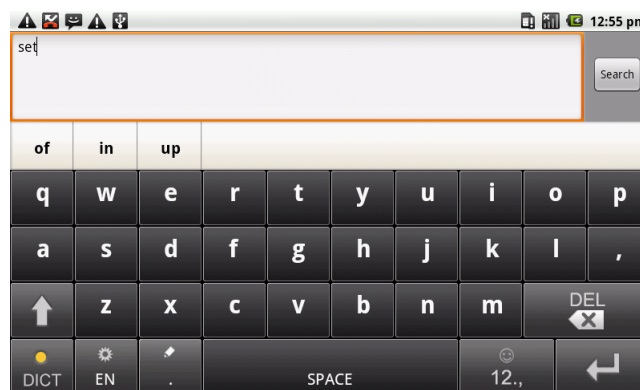 12:55 pm
set
Search
of in up
q w e r t y u i o p
a s d f g h j k l ,
z x c v b n m DEL
DICT EN . SPACE 12.,